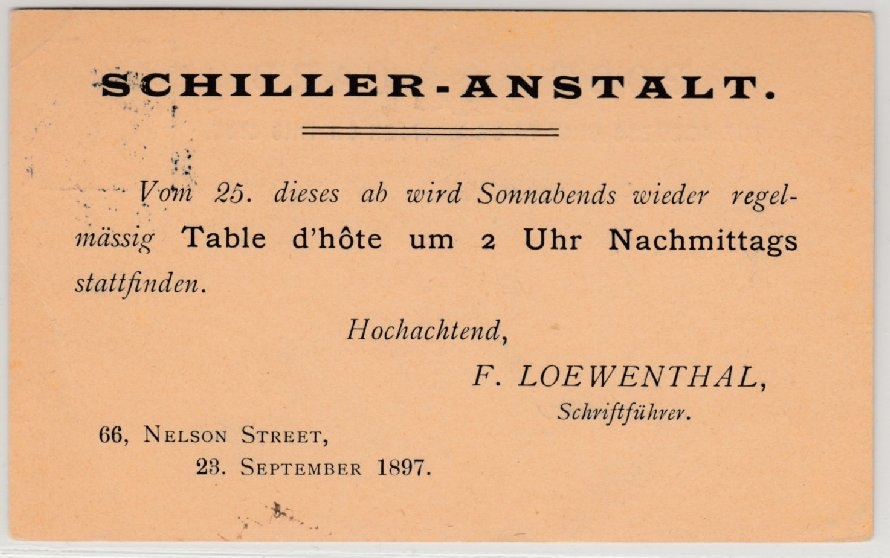 SCHILLER-ANSTALT.
Vom 25. dieses ab wird Sonnabends wieder regel-
mässig Table d'hôte um 2 Uhr Nachmittags
stattfinden.
Hochachtend,
F. LOEWENTHAL,
Schriftführer.
66, NELSON STREET,
23. SEPTEMBER 1897.